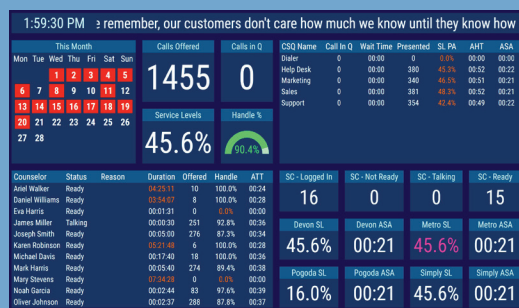 1:59:30 PM e remember, our customers don't care how much we know until they know how
This Month
Mon Tue Wed Thu Fri Sat Sun
1 2 3 4 5
6 7 8 9 10 11 12
13 14 15 16 17 18 19
20 21 22 23 24 25 26
27 28
Calls Offered
1455
Calls in Q
0
Service Levels
45.6%
Handle %
90.4%
CSQ Name Call In Q Wait Time Presented SL PA AHT ASA
Dialer 0 00:00 0 0.0% 00:00 00:00
Help Desk 0 00:00 380 45.3% 00:52 00:22
Marketing 0 00:00 340 46.5% 00:51 00:21
Sales 0 00:00 381 48.3% 00:52 00:21
Support 0 00:00 354 42.4% 00:49 00:22
Counselor Status Reason Duration Offered Handle ATT
Ariel Walker Ready 04:25:11 10 100.0% 00:24
Daniel Williams Ready 03:54:07 8 100.0% 00:28
Eva Harris Ready 00:01:31 0 0.0% 00:00
James Miller Talking 00:00:30 251 92.8% 00:36
Joseph Smith Ready 00:05:00 276 87.3% 00:34
Karen Robinson Ready 05:21:48 6 100.0% 00:28
Michael Davis Ready 00:17:40 18 100.0% 00:36
Mark Harris Ready 00:05:40 274 89.4% 00:38
Mary Stevens Ready 07:34:28 0 0.0% 00:00
Noah Garcia Ready 00:02:44 83 97.6% 00:39
Oliver Johnson Ready 00:02:37 288 87.8% 00:37
SC - Logged In
16
SC - Not Ready
0
SC - Talking
0
SC - Ready
15
Devon SL
45.6%
Devon ASA
00:21
Metro SL
45.6%
Metro ASA
00:21
Pogoda SL
16.0%
Pogoda ASA
00:21
Simply SL
45.6%
Simply ASA
00:21